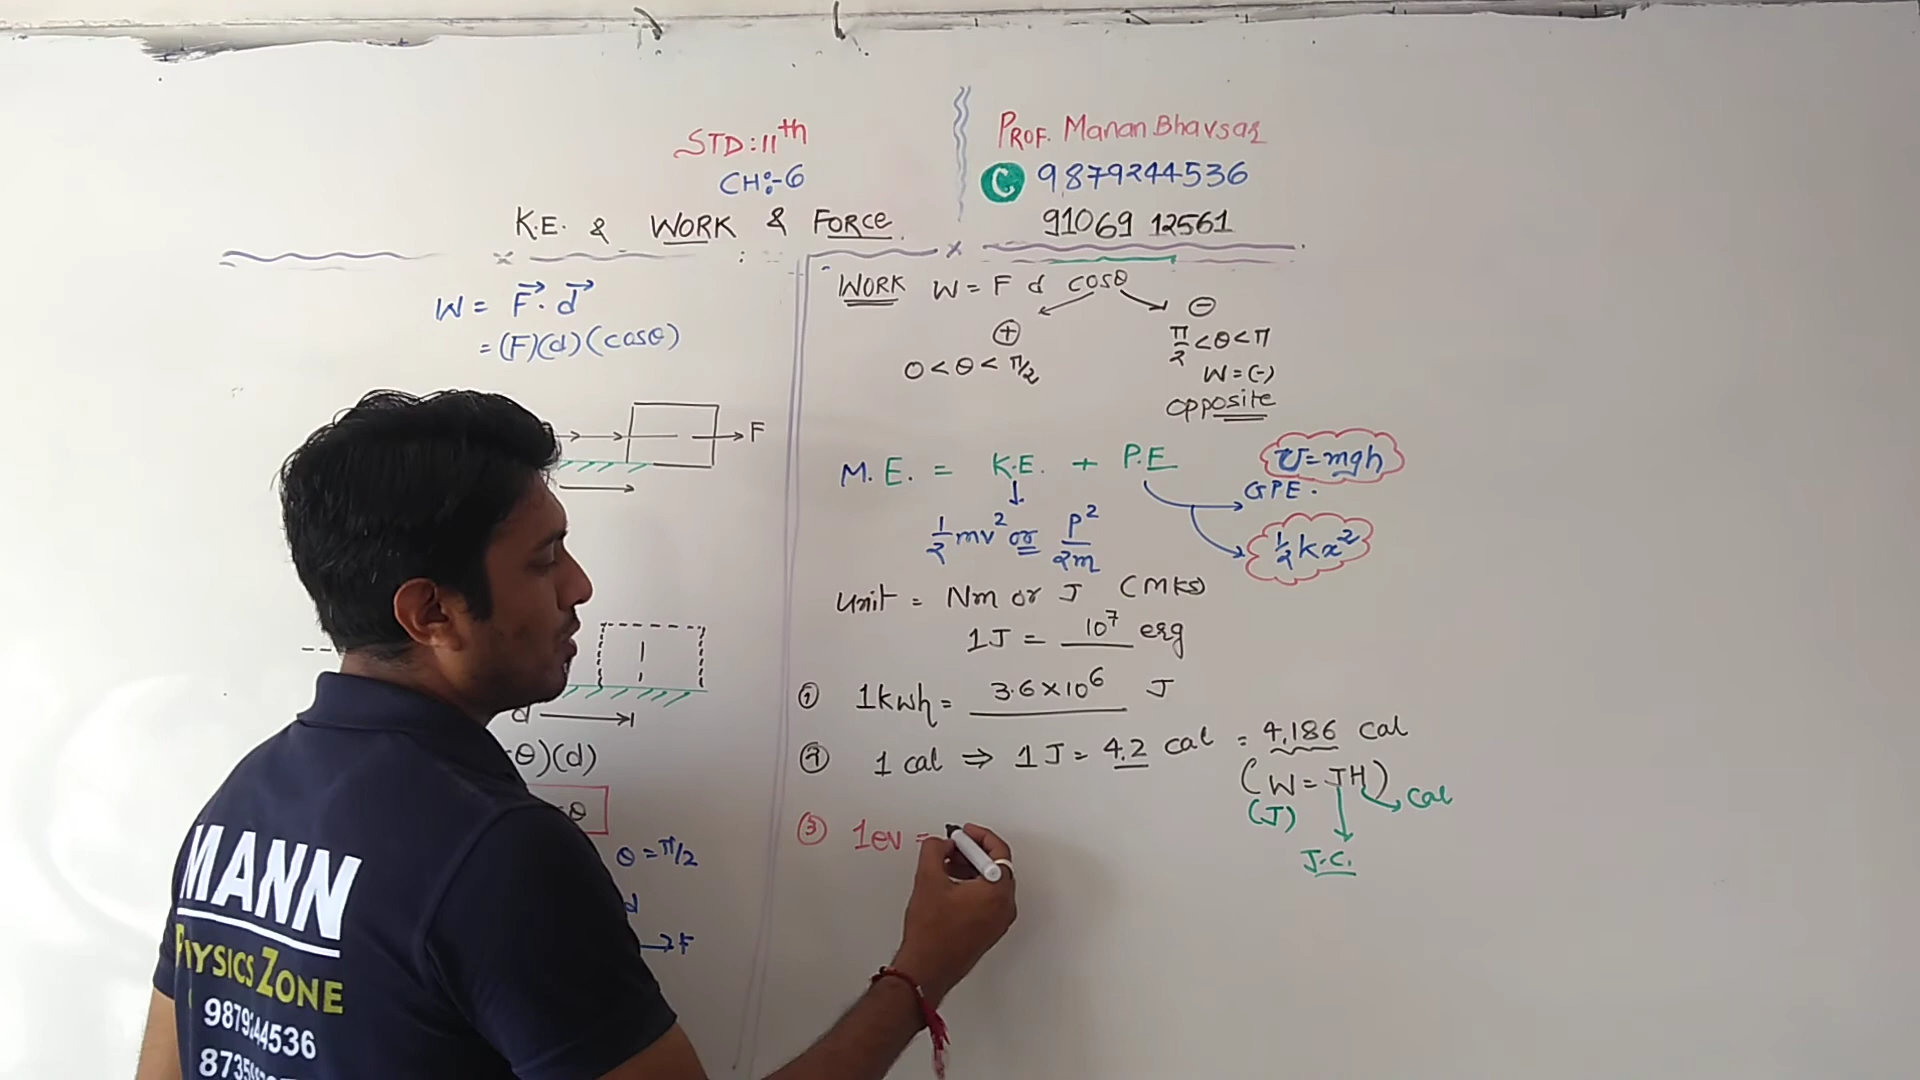 STD:11th
CH:-6
K.E. & WORK & FORCE.
PROF. Manan Bhavsar
C 9879244536
91069 12561
W = F⃗ · d⃗
= (F)(d)(cosθ)
F
d
θ)(d)
θ
θ = π/2
d
F
WORK W = F d cosθ
⊕ ⊖
0 < θ < π/2
π/2 < θ < π
W = (-)
opposite
M.E. = K.E. + P.E
U = mgh
GPE.
1/2 mv² or p²/2m
1/2 kx²
Unit = Nm or J (MKS)
1J = 10⁷ erg
① 1kwh = 3.6×10⁶ J
② 1 cal ⇒ 1 J = 4.2 cal = 4.186 cal
(W = JH)
(J)
Cal
J.C.
③ 1ev =
MANN
PHYSICS ZONE
9879244536